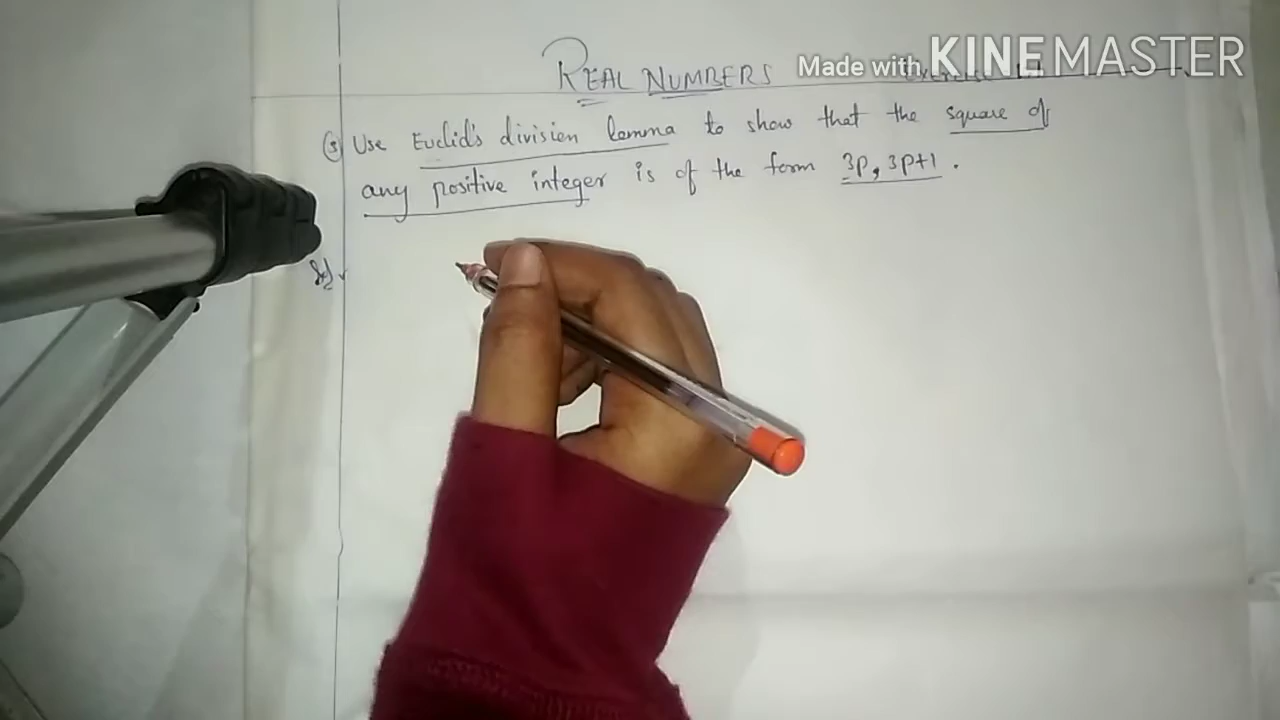 REAL NUMBERS
Made with KINEMASTER
③ Use Euclid's division lemma to show that the square of
any positive integer is of the form 3p, 3p+1.
Sol